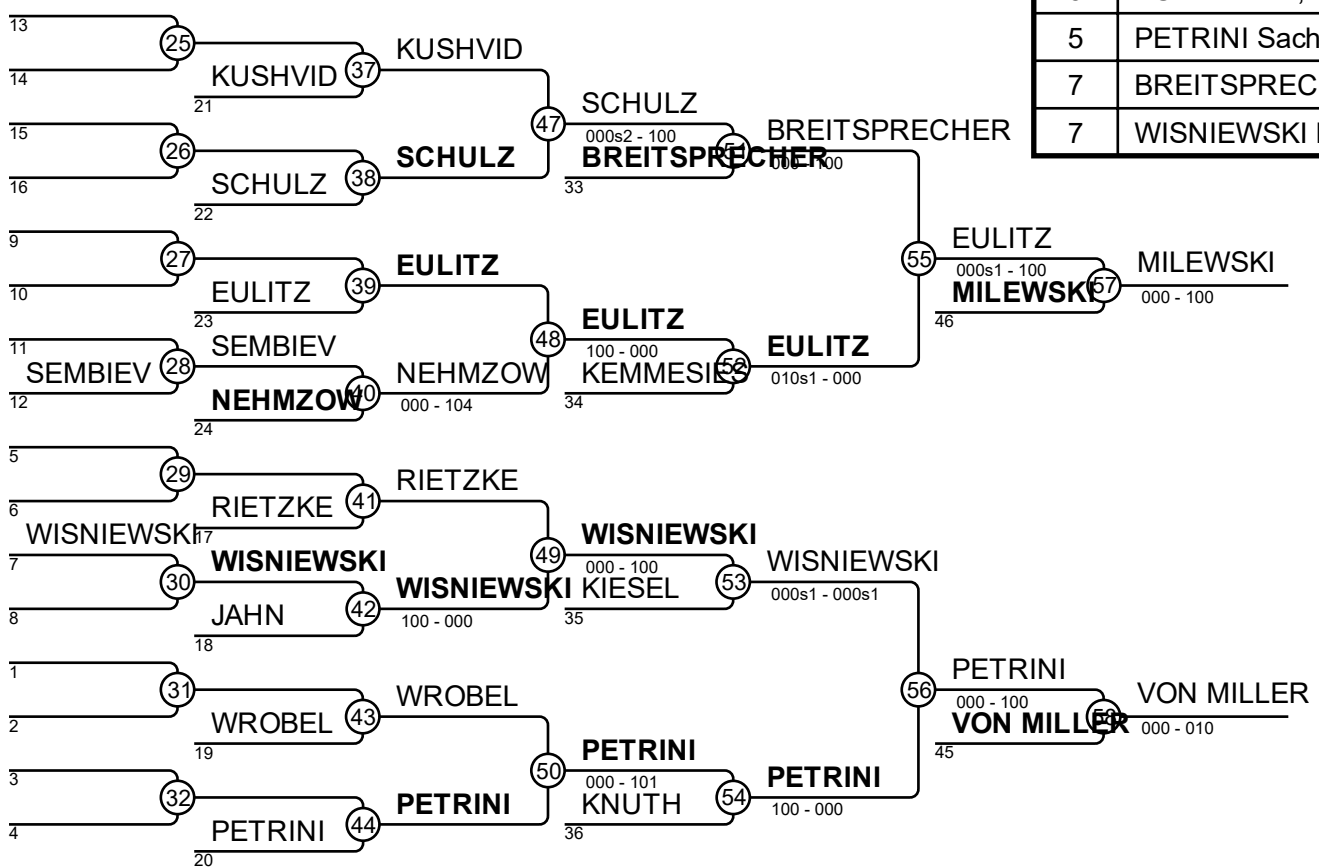 13
25
14
KUSHVID
37
21
KUSHVID
15
26
16
SCHULZ
38
22
SCHULZ
47
SCHULZ
000s2 - 100
BREITSPRECHER
33
51
BREITSPRECHER
000 - 100
9
27
10
EULITZ
39
23
EULITZ
11
SEMBIEV
28
12
SEMBIEV
NEHMZOW
40
24
NEHMZOW
000 - 104
48
EULITZ
100 - 000
KEMMESIES
34
52
EULITZ
010s1 - 000
55
EULITZ
000s1 - 100
MILEWSKI
46
57
MILEWSKI
000 - 100
5
29
6
RIETZKE
41
17
RIETZKE
WISNIEWSKI
7
30
8
WISNIEWSKI
JAHN
42
18
WISNIEWSKI
100 - 000
49
WISNIEWSKI
000 - 100
KIESEL
35
53
WISNIEWSKI
000s1 - 000s1
1
31
2
WROBEL
43
19
WROBEL
3
32
4
PETRINI
44
20
PETRINI
50
PETRINI
000 - 101
KNUTH
36
54
PETRINI
100 - 000
56
PETRINI
000 - 100
VON MILLER
45
58
VON MILLER
000 - 010
5 PETRINI Sach
7 BREITSPREC
7 WISNIEWSKI